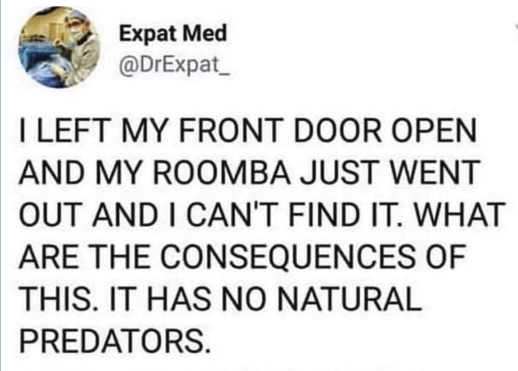 Expat Med
@DrExpat_
I LEFT MY FRONT DOOR OPEN
AND MY ROOMBA JUST WENT
OUT AND I CAN'T FIND IT. WHAT
ARE THE CONSEQUENCES OF
THIS. IT HAS NO NATURAL
PREDATORS.